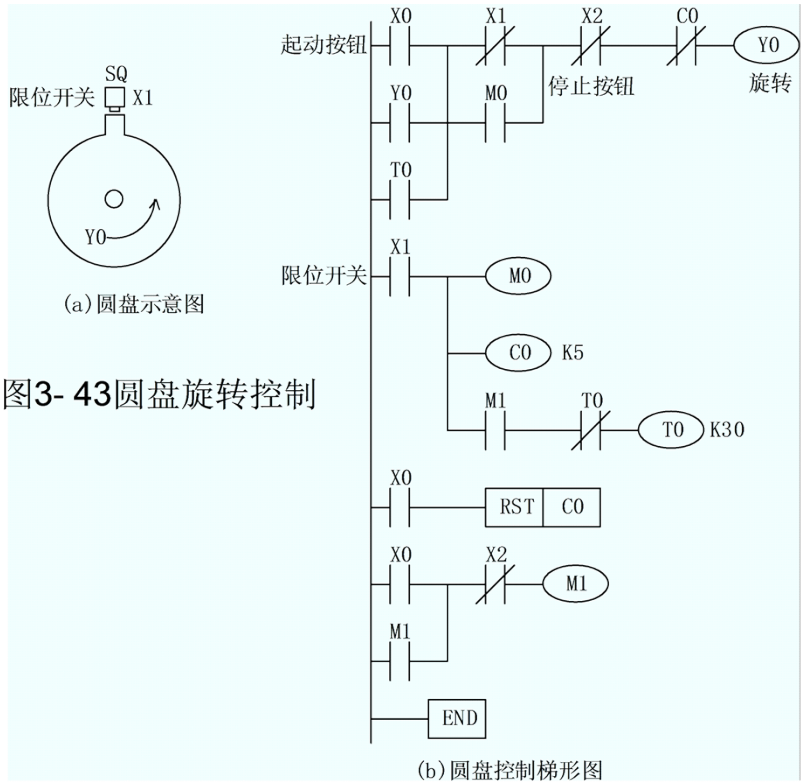 SQ
限位开关 X1
Y0
(a)圆盘示意图
图3- 43圆盘旋转控制
X0 X1 X2 C0
起动按钮 Y0
停止按钮 旋转
Y0 M0
T0
X1
限位开关 M0
C0 K5
M1 T0
T0 K30
X0
RST C0
X0 X2
M1
M1
END
(b)圆盘控制梯形图